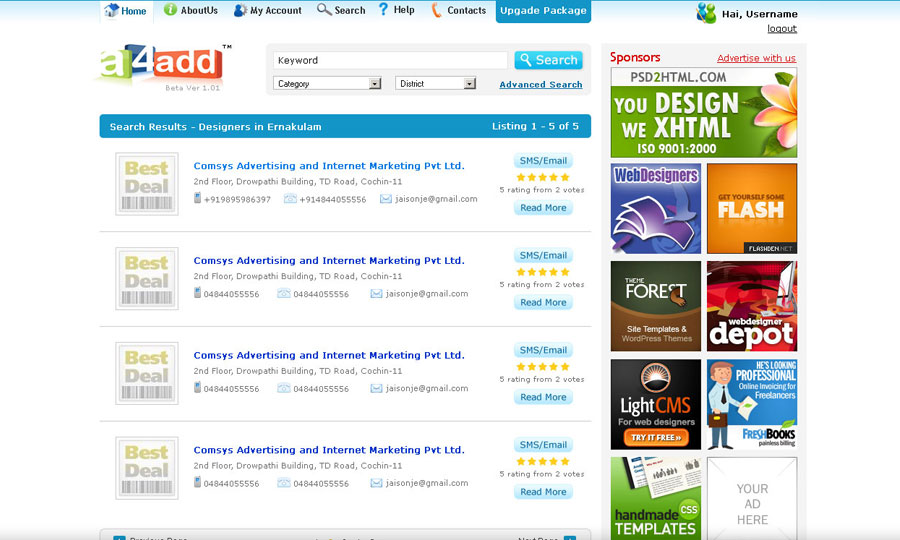 Home
AboutUs
My Account
Search
Help
Contacts
Upgade Package
Hai, Username
logout
a4add™
Beta Ver 1.01
Keyword
Search
Category
District
Advanced Search
Search Results - Designers in Ernakulam
Listing 1 - 5 of 5
Best
Deal
Comsys Advertising and Internet Marketing Pvt Ltd.
2nd Floor, Drowpathi Building, TD Road, Cochin-11
+919895986397
+914844055556
jaisonje@gmail.com
SMS/Email
5 rating from 2 votes
Read More
Best
Deal
Comsys Advertising and Internet Marketing Pvt Ltd.
2nd Floor, Drowpathi Building, TD Road, Cochin-11
04844055556
04844055556
jaisonje@gmail.com
SMS/Email
5 rating from 2 votes
Read More
Best
Deal
Comsys Advertising and Internet Marketing Pvt Ltd.
2nd Floor, Drowpathi Building, TD Road, Cochin-11
04844055556
04844055556
jaisonje@gmail.com
SMS/Email
5 rating from 2 votes
Read More
Best
Deal
Comsys Advertising and Internet Marketing Pvt Ltd.
2nd Floor, Drowpathi Building, TD Road, Cochin-11
04844055556
04844055556
jaisonje@gmail.com
SMS/Email
5 rating from 2 votes
Read More
Previous Page
Next Page
Sponsors
Advertise with us
PSD2HTML.COM
YOU DESIGN
WE XHTML
ISO 9001:2000
WebDesigners
GET YOURSELF SOME
FLASH
FLASHDEN.NET
THEME
FOREST
Site Templates &
WordPress Themes
webdesigner
depot
LightCMS
For web designers
TRY IT FREE »
HE'S LOOKING
PROFESSIONAL
Online Invoicing for
Freelancers
FRESHBOOKS
painless billing
handmade CSS
TEMPLATES
YOUR
AD
HERE